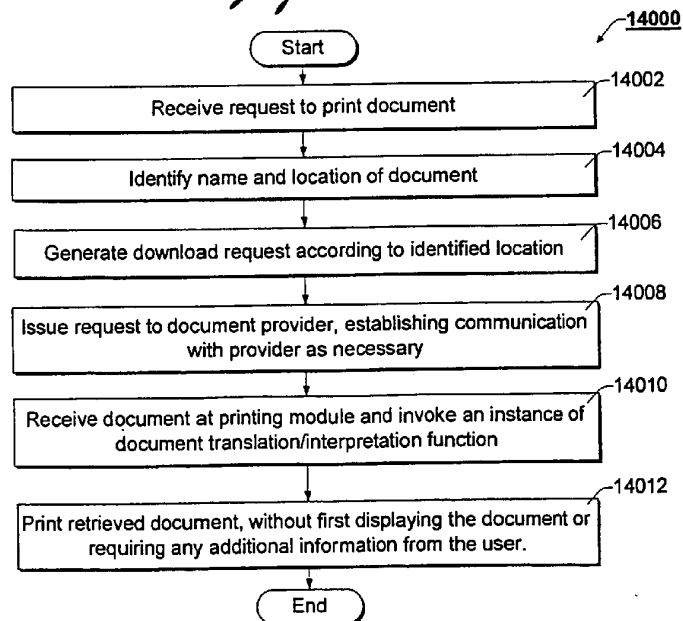 14000
Start
14002
Receive request to print document
14004
Identify name and location of document
14006
Generate download request according to identified location
14008
Issue request to document provider, establishing communication
with provider as necessary
14010
Receive document at printing module and invoke an instance of
document translation/interpretation function
14012
Print retrieved document, without first displaying the document or
requiring any additional information from the user.
End